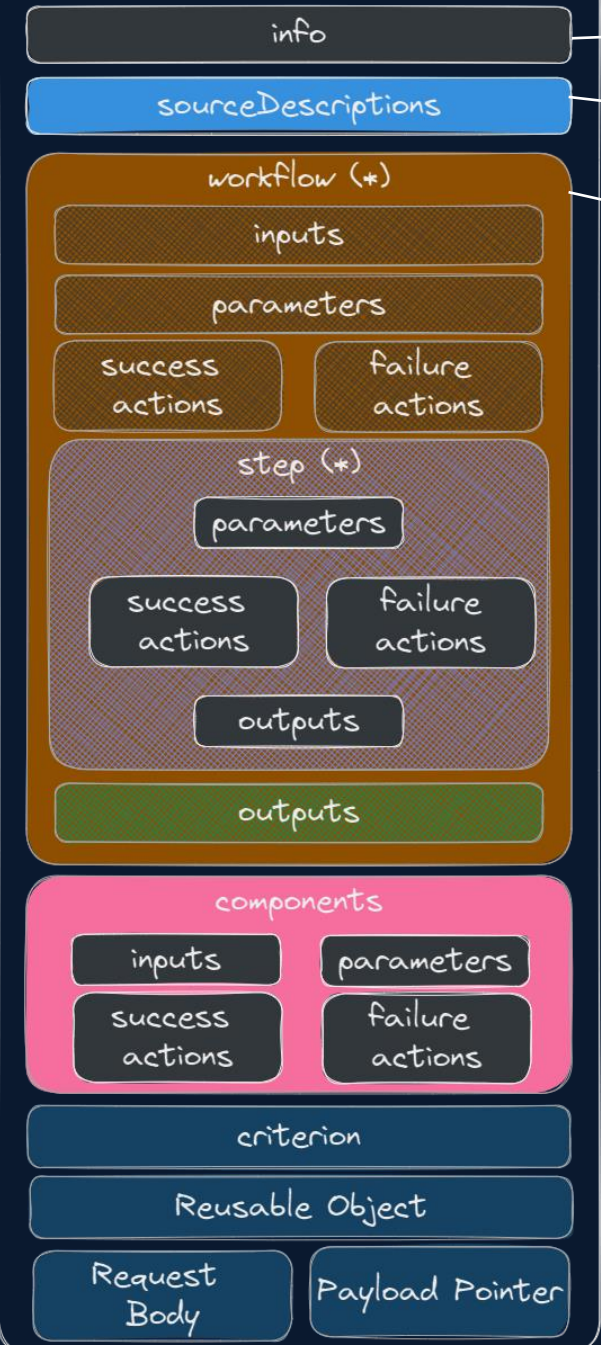 info
sourceDescriptions
workflow (*)
inputs
parameters
success
actions
failure
actions
step (*)
parameters
success
actions
failure
actions
outputs
outputs
components
inputs
parameters
success
actions
failure
actions
criterion
Reusable Object
Request
Body
Payload Pointer